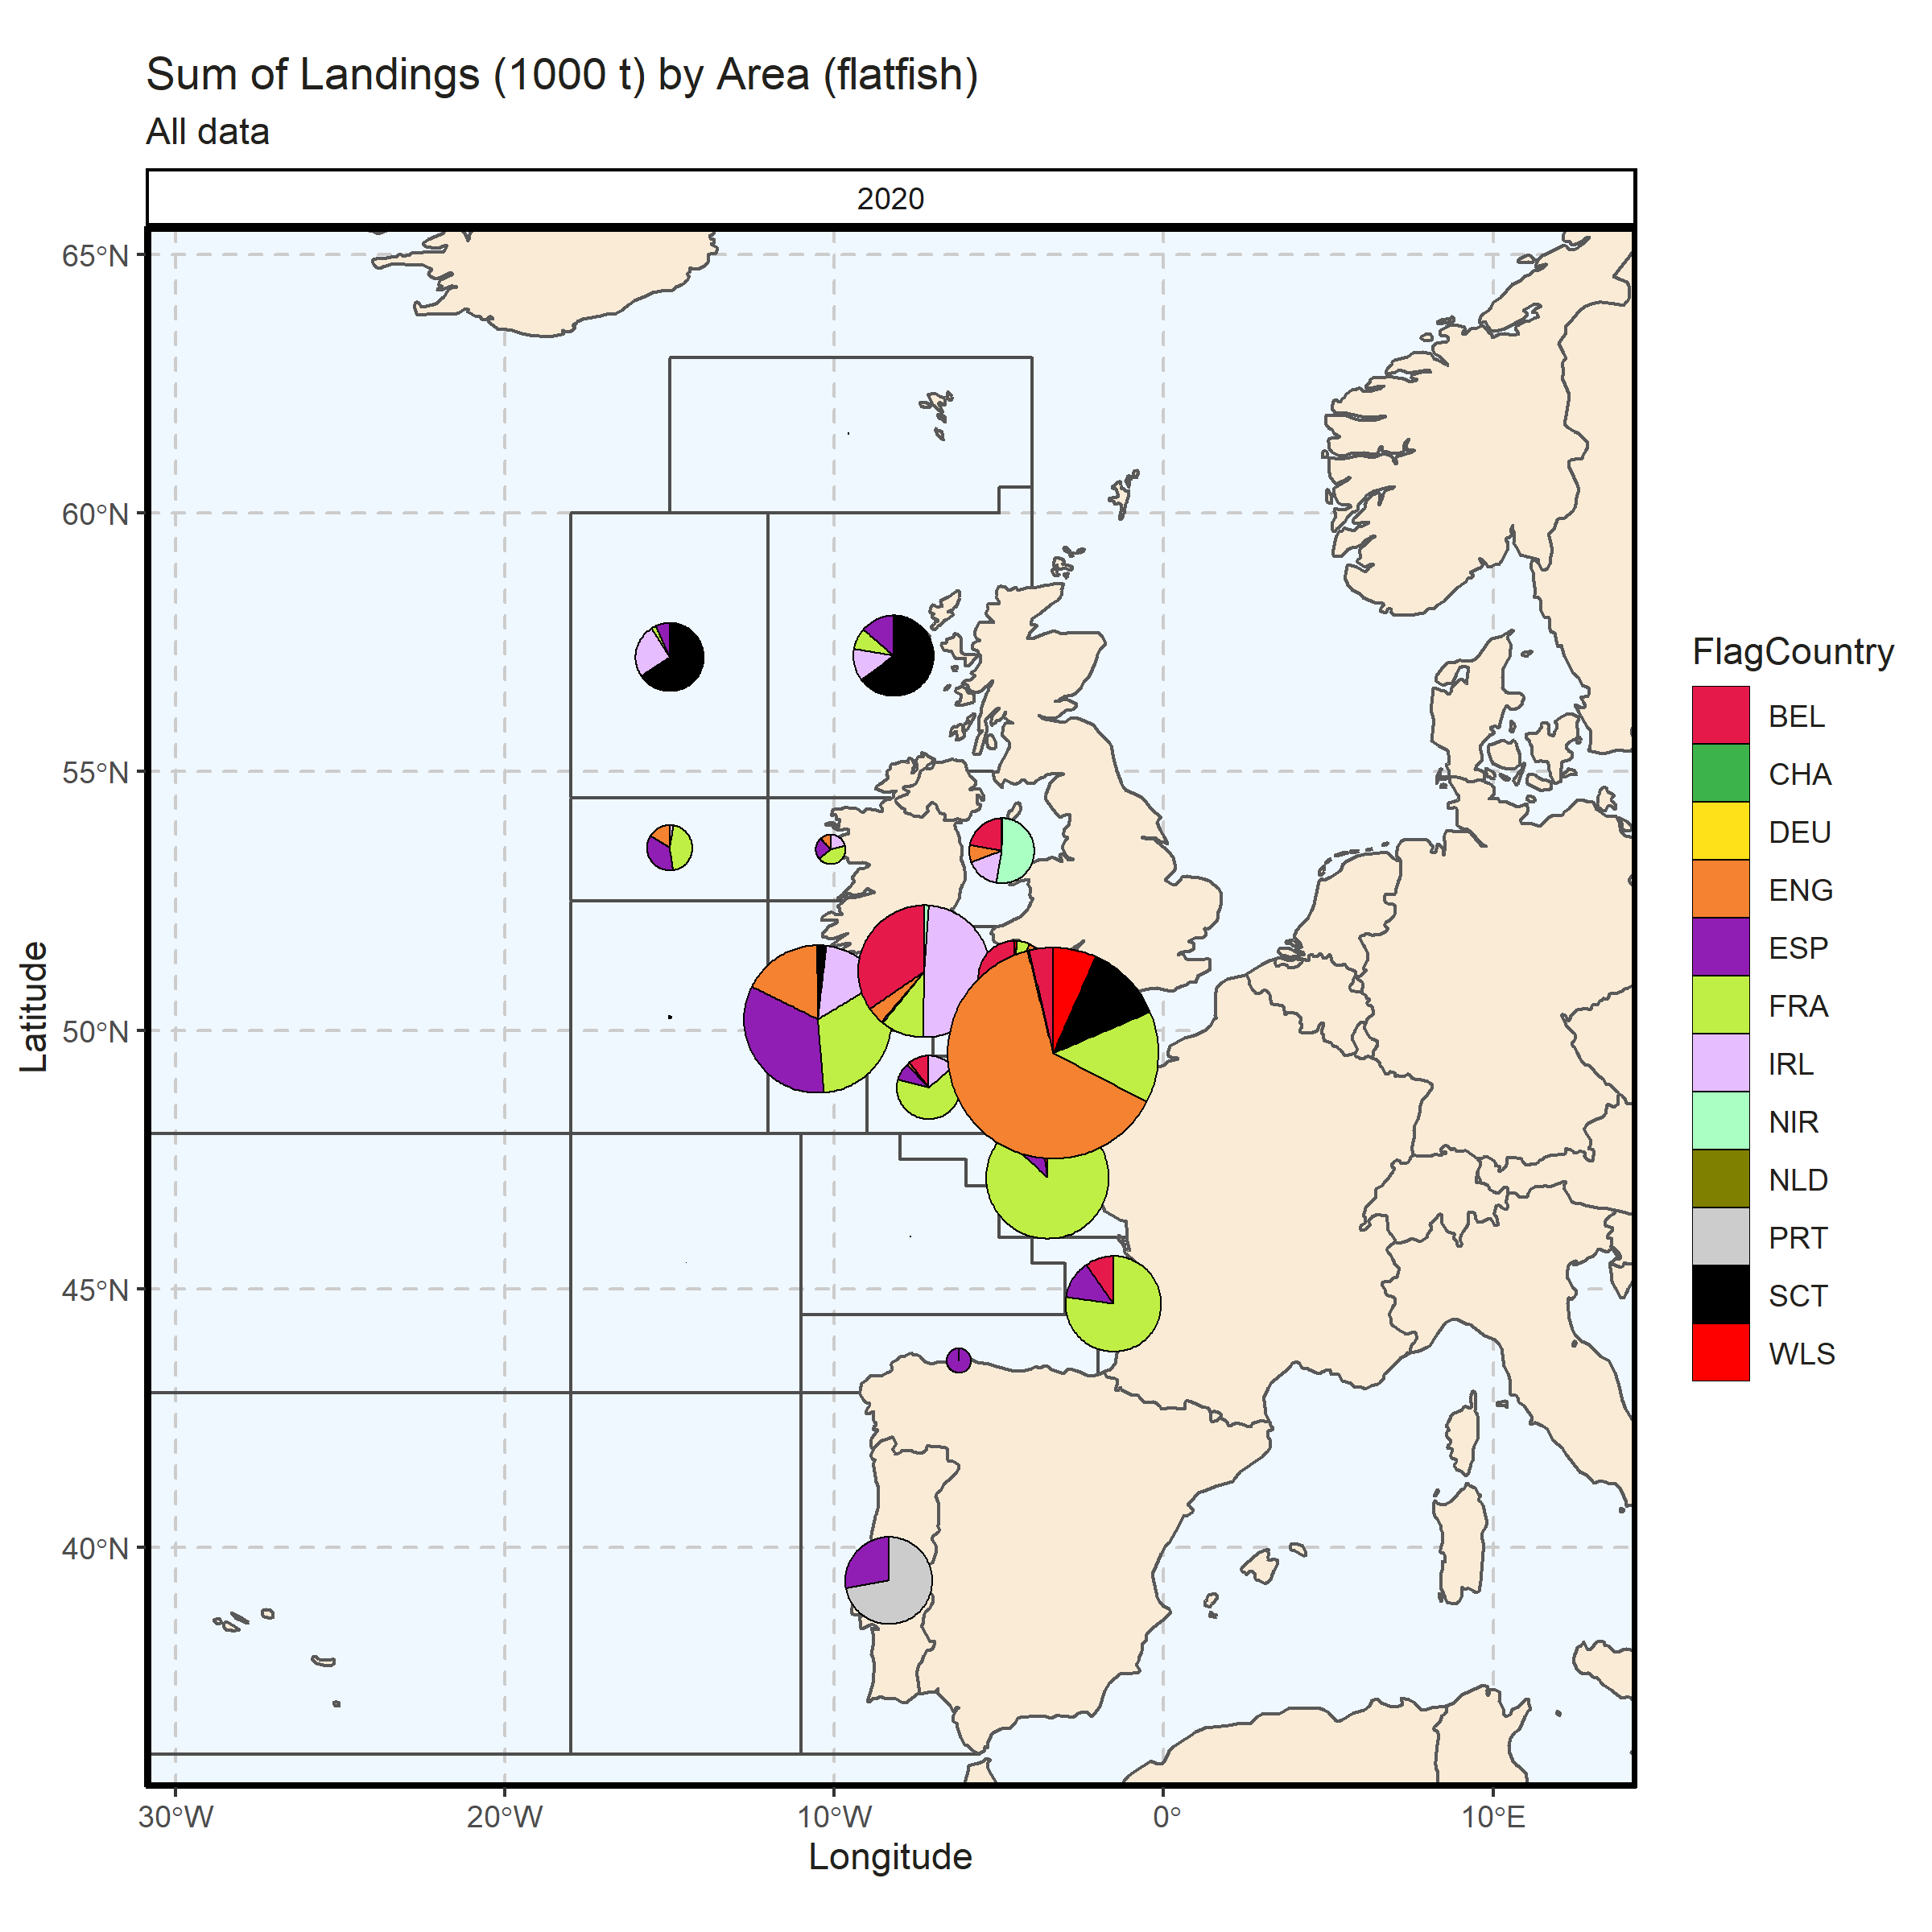 Sum of Landings (1000 t) by Area (flatfish)
All data
2020
65°N
60°N
55°N
50°N
45°N
40°N
Latitude
30°W
20°W
10°W
0°
10°E
Longitude
FlagCountry
BEL
CHA
DEU
ENG
ESP
FRA
IRL
NIR
NLD
PRT
SCT
WLS